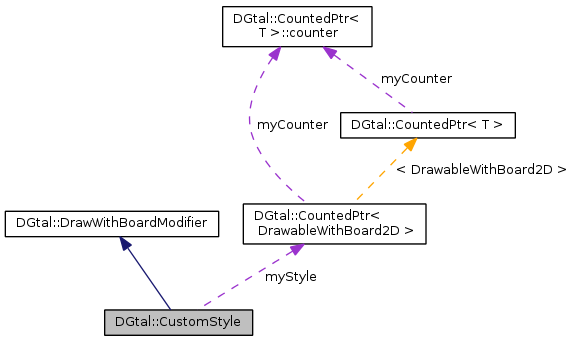 DGtal::CountedPtr<
T >::counter
myCounter
myCounter
DGtal::CountedPtr< T >
< DrawableWithBoard2D >
DGtal::DrawWithBoardModifier
DGtal::CountedPtr<
DrawableWithBoard2D >
myStyle
DGtal::CustomStyle